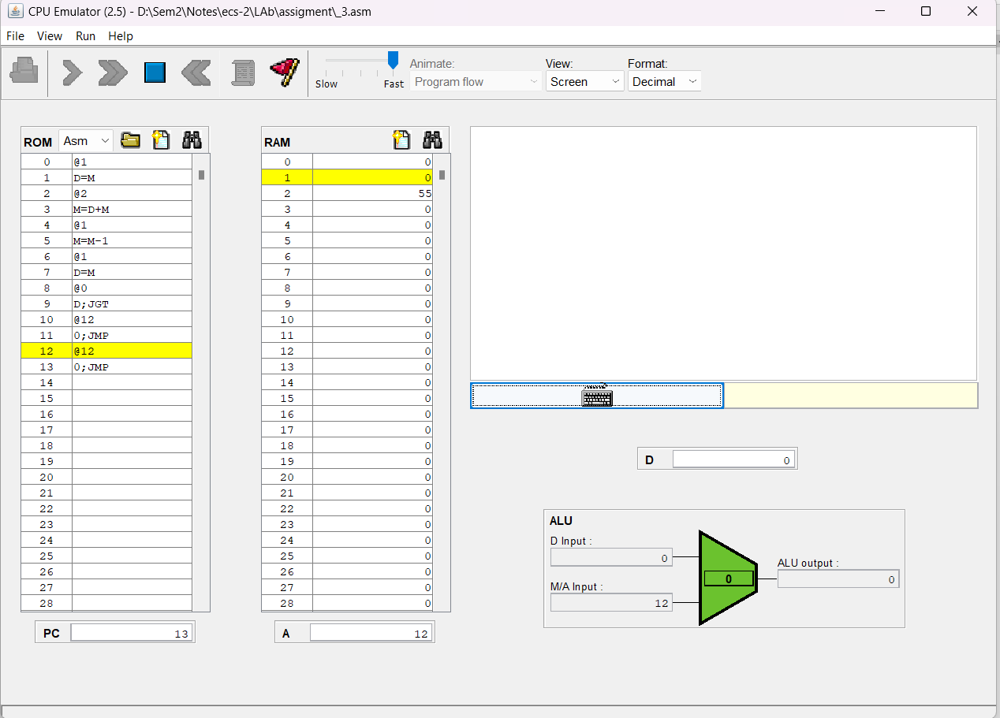 CPU Emulator (2.5) - D:\Sem2\Notes\ecs-2\LAb\assigment\_3.asm
File View Run Help
Slow Fast
Animate: Program flow
View: Screen
Format: Decimal
ROM Asm
0 @1
1 D=M
2 @2
3 M=D+M
4 @1
5 M=M-1
6 @1
7 D=M
8 @0
9 D;JGT
10 @12
11 0;JMP
12 @12
13 0;JMP
14
15
16
17
18
19
20
21
22
23
24
25
26
27
28
PC 13
RAM
0 0
1 0
2 55
3 0
4 0
5 0
6 0
7 0
8 0
9 0
10 0
11 0
12 0
13 0
14 0
15 0
16 0
17 0
18 0
19 0
20 0
21 0
22 0
23 0
24 0
25 0
26 0
27 0
28 0
A 12
D 0
ALU
D Input :
0
M/A Input :
12
0
ALU output :
0